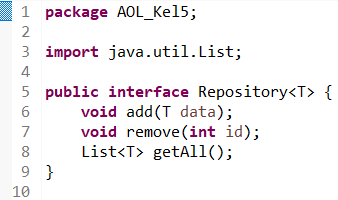 1 package AOL_Kel5;
2
3 import java.util.List;
4
5 public interface Repository<T> {
6     void add(T data);
7     void remove(int id);
8     List<T> getAll();
9 }
10